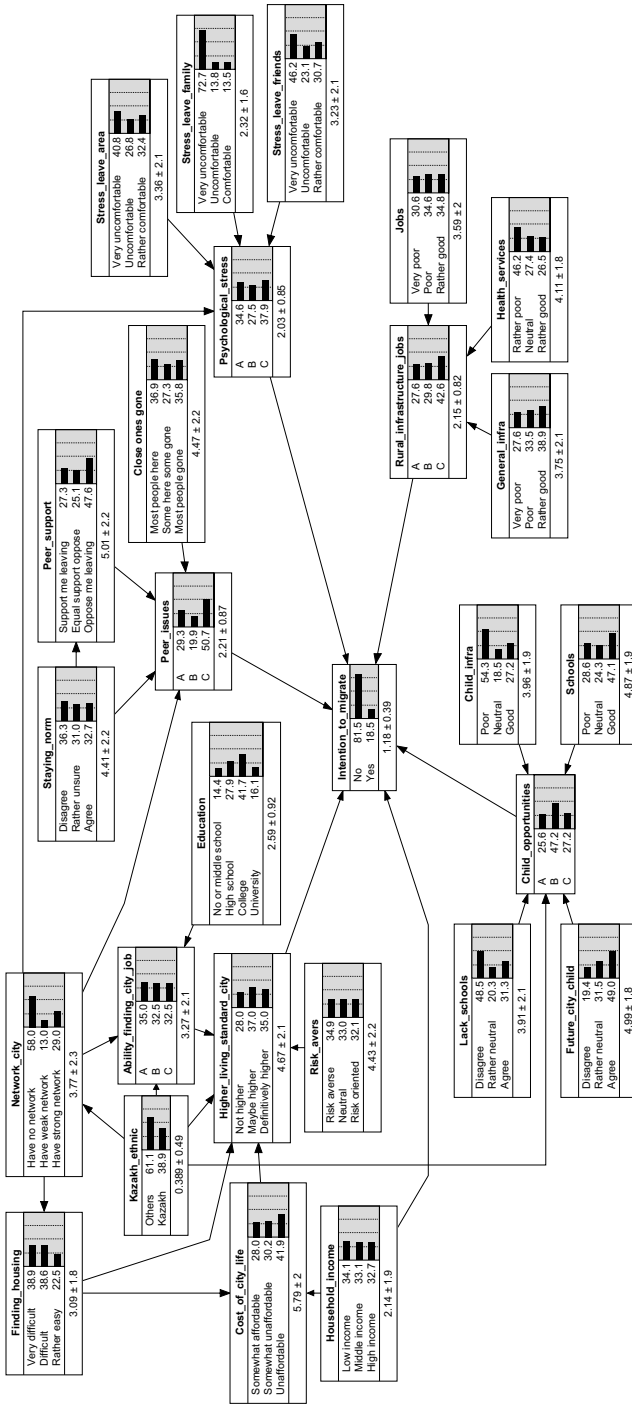 Finding_housing
Very difficult 38.9
Difficult 38.6
Rather easy 22.5
3.09 ± 1.8
Network_city
Have no network 58.0
Have weak network 13.0
Have strong network 29.0
3.77 ± 2.3
Staying_norm
Disagree 36.3
Rather unsure 31.0
Agree 32.7
4.41 ± 2.2
Peer_support
Support me leaving 27.3
Equal support oppose 25.1
Oppose me leaving 47.6
5.01 ± 2.2
Stress_leave_area
Very uncomfortable 40.8
Uncomfortable 26.8
Rather comfortable 32.4
3.36 ± 2.1
Stress_leave_family
Very uncomfortable 72.7
Uncomfortable 13.8
Comfortable 13.5
2.32 ± 1.6
Stress_leave_friends
Very uncomfortable 46.2
Uncomfortable 23.1
Rather comfortable 30.7
3.23 ± 2.1
Kazakh_ethnic
Others 61.1
Kazakh 38.9
0.389 ± 0.49
Ability_finding_city_job
A 35.0
B 32.5
C 32.5
3.27 ± 2.1
Education
No or middle school 14.4
High school 27.9
College 41.7
University 16.1
2.59 ± 0.92
Peer_issues
A 29.3
B 19.9
C 50.7
2.21 ± 0.87
Close ones gone
Most people here 36.9
Some here some gone 27.3
Most people gone 35.8
4.47 ± 2.2
Psychological_stress
A 34.6
B 27.5
C 37.9
2.03 ± 0.85
Cost_of_city_life
Somewhat affordable 28.0
Somewhat unaffordable 30.2
Unaffordable 41.9
5.79 ± 2
Higher_living_standard_city
Not higher 28.0
Maybe higher 37.0
Definitively higher 35.0
4.67 ± 2.1
Household_income
Low income 34.1
Middle income 33.1
High income 32.7
2.14 ± 1.9
Risk_avers
Risk averse 34.9
Neutral 33.0
Risk oriented 32.1
4.43 ± 2.2
Intention_to_migrate
No 81.5
Yes 18.5
1.18 ± 0.39
Rural_infrastructure_jobs
A 27.6
B 29.8
C 42.6
2.15 ± 0.82
Jobs
Very poor 30.6
Poor 34.6
Rather good 34.8
3.59 ± 2
General_infra
Very poor 27.6
Poor 33.5
Rather good 38.9
3.75 ± 2.1
Health_services
Rather poor 46.2
Neutral 27.4
Rather good 26.5
4.11 ± 1.8
Lack_schools
Disagree 48.5
Rather neutral 20.3
Agree 31.3
3.91 ± 2.1
Future_city_child
Disagree 19.4
Rather neutral 31.5
Agree 49.0
4.99 ± 1.8
Child_opportunities
A 25.6
B 47.2
C 27.2
Child_infra
Poor 54.3
Neutral 18.5
Good 27.2
3.96 ± 1.9
Schools
Poor 28.6
Neutral 24.3
Good 47.1
4.87 ± 1.9